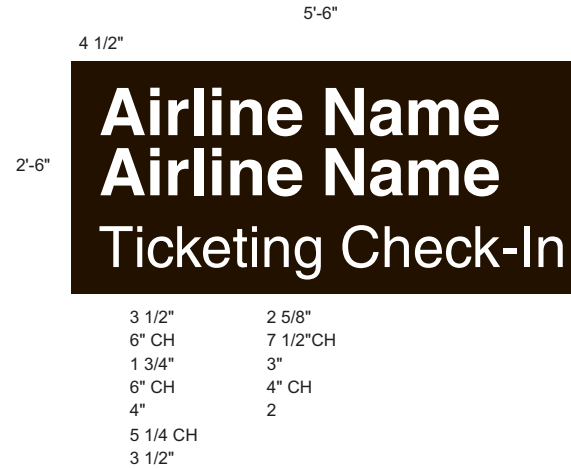 5'-6"
4 1/2"
Airline Name
2'-6"
Airline Name
Ticketing Check-In
3 1/2" 2 5/8"
6" CH 7 1/2"CH
1 3/4" 3"
6" CH 4" CH
4" 2
5 1/4 CH
3 1/2"